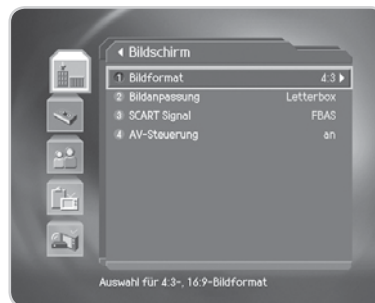 Bildschirm
1 Bildformat 4:3
2 Bildanpassung Letterbox
3 SCART Signal FBAS
4 AV-Steuerung an
Auswahl für 4:3-, 16:9-Bildformat